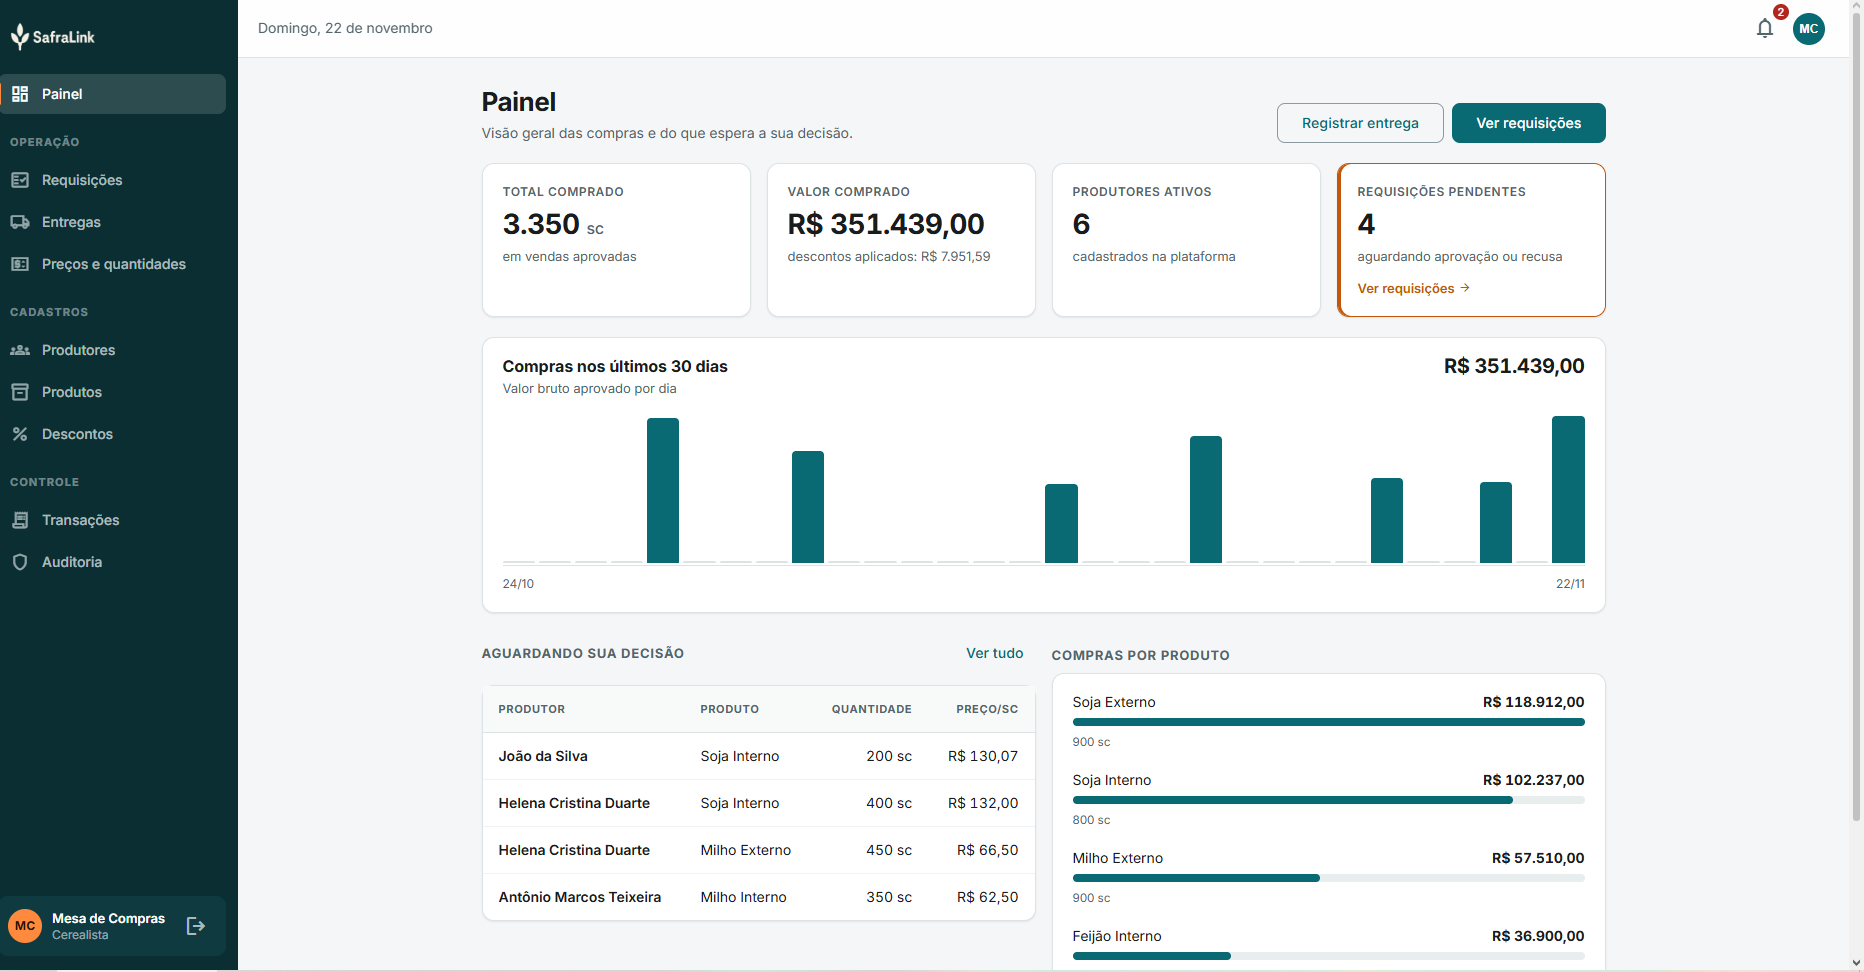 SafraLink
Painel
OPERAÇÃO
Requisições
Entregas
Preços e quantidades
CADASTROS
Produtores
Produtos
Descontos
CONTROLE
Transações
Auditoria
MC
Mesa de Compras
Cerealista
Domingo, 22 de novembro
2
MC
Painel
Visão geral das compras e do que espera a sua decisão.
Registrar entrega
Ver requisições
TOTAL COMPRADO
3.350 SC
em vendas aprovadas
VALOR COMPRADO
R$ 351.439,00
descontos aplicados: R$ 7.951,59
PRODUTORES ATIVOS
6
cadastrados na plataforma
REQUISIÇÕES PENDENTES
4
aguardando aprovação ou recusa
Ver requisições →
Compras nos últimos 30 dias
R$ 351.439,00
Valor bruto aprovado por dia
24/10
22/11
AGUARDANDO SUA DECISÃO
Ver tudo
PRODUTOR PRODUTO QUANTIDADE PREÇO/SC
João da Silva Soja Interno 200 sc R$ 130,07
Helena Cristina Duarte Soja Interno 400 sc R$ 132,00
Helena Cristina Duarte Milho Externo 450 sc R$ 66,50
Antônio Marcos Teixeira Milho Interno 350 sc R$ 62,50
COMPRAS POR PRODUTO
Soja Externo R$ 118.912,00
900 sc
Soja Interno R$ 102.237,00
800 sc
Milho Externo R$ 57.510,00
900 sc
Feijão Interno R$ 36.900,00